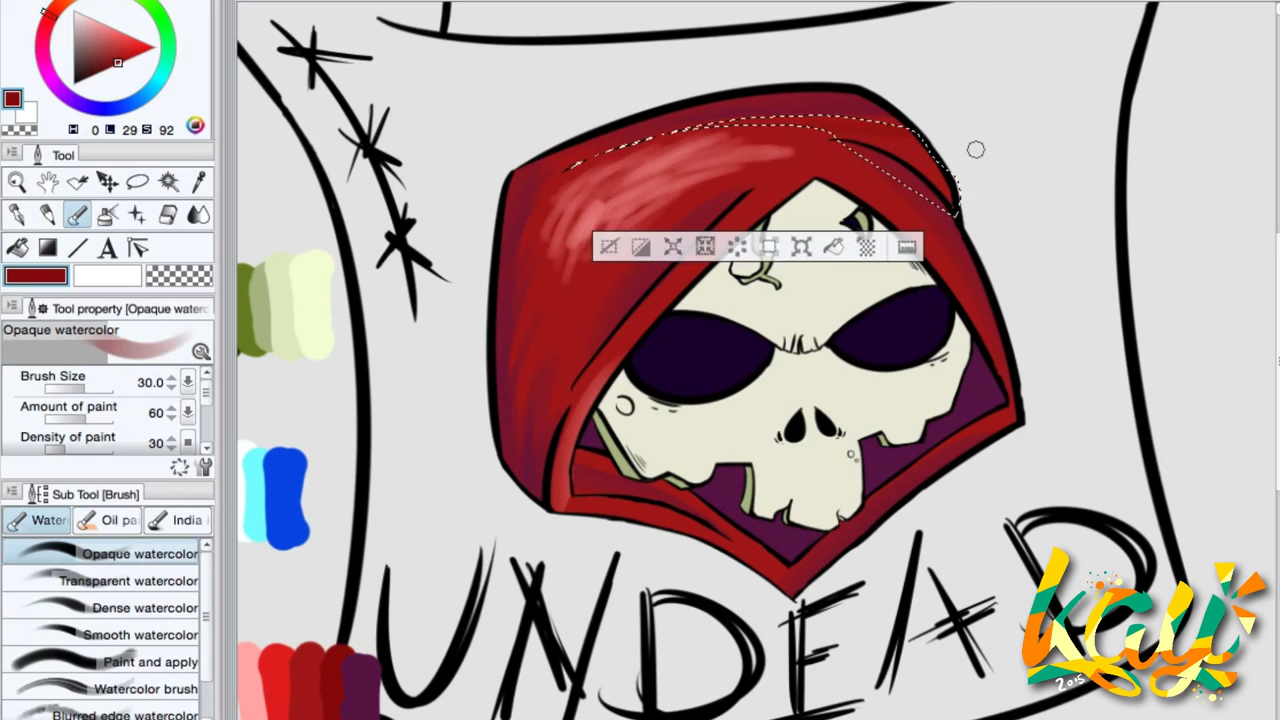 H 0 L 29 S 92
Tool
Tool property [Opaque waterc
Opaque watercolor
Brush Size 30.0
Amount of paint 60
Density of paint 30
Sub Tool [Brush]
Water Oil pa India
Opaque watercolor
Transparent watercolor
Dense watercolor
Smooth watercolor
Paint and apply
Watercolor brush
Blurred edge watercolor
UNDEAD
kayi
2015